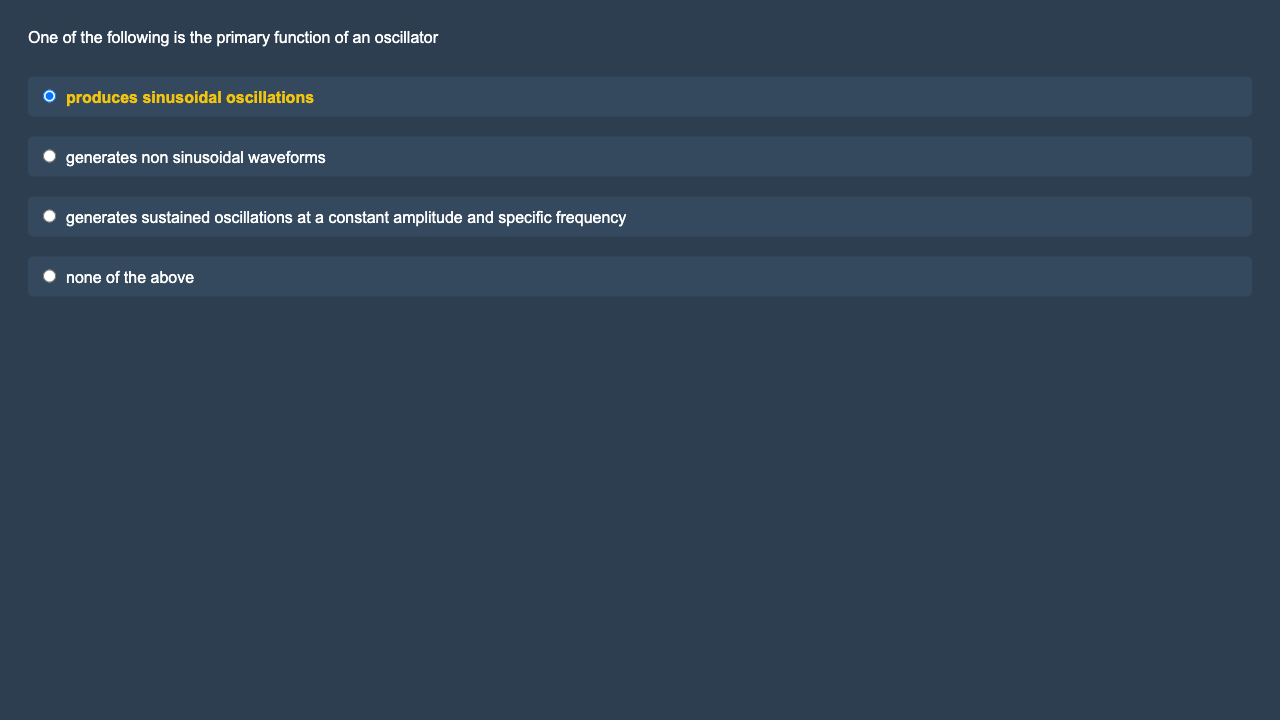 One of the following is the primary function of an oscillator
produces sinusoidal oscillations
generates non sinusoidal waveforms
generates sustained oscillations at a constant amplitude and specific frequency
none of the above